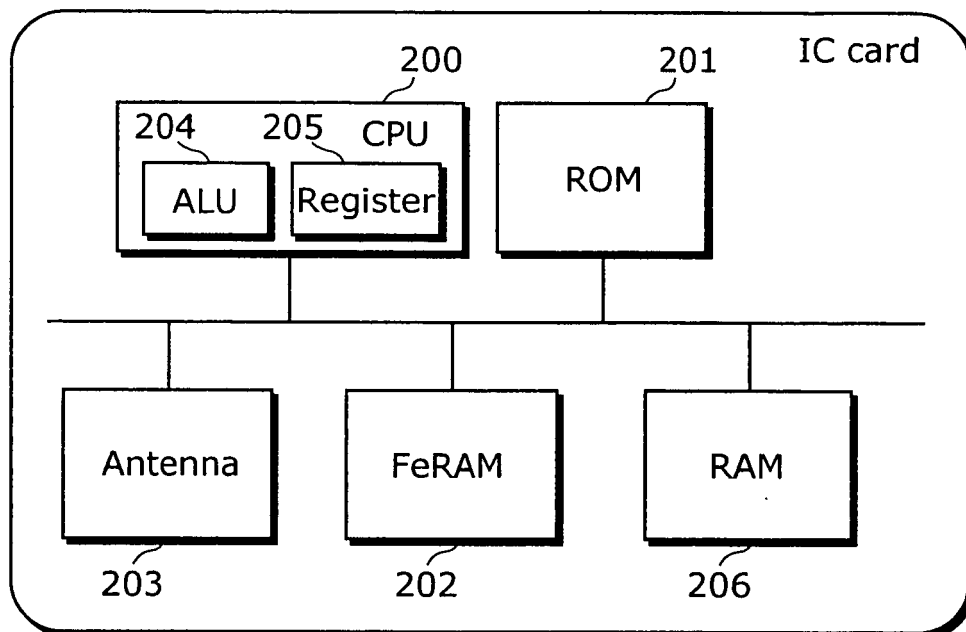 IC card
200
201
204
205
CPU
ALU
Register
ROM
Antenna
FeRAM
RAM
203
202
206